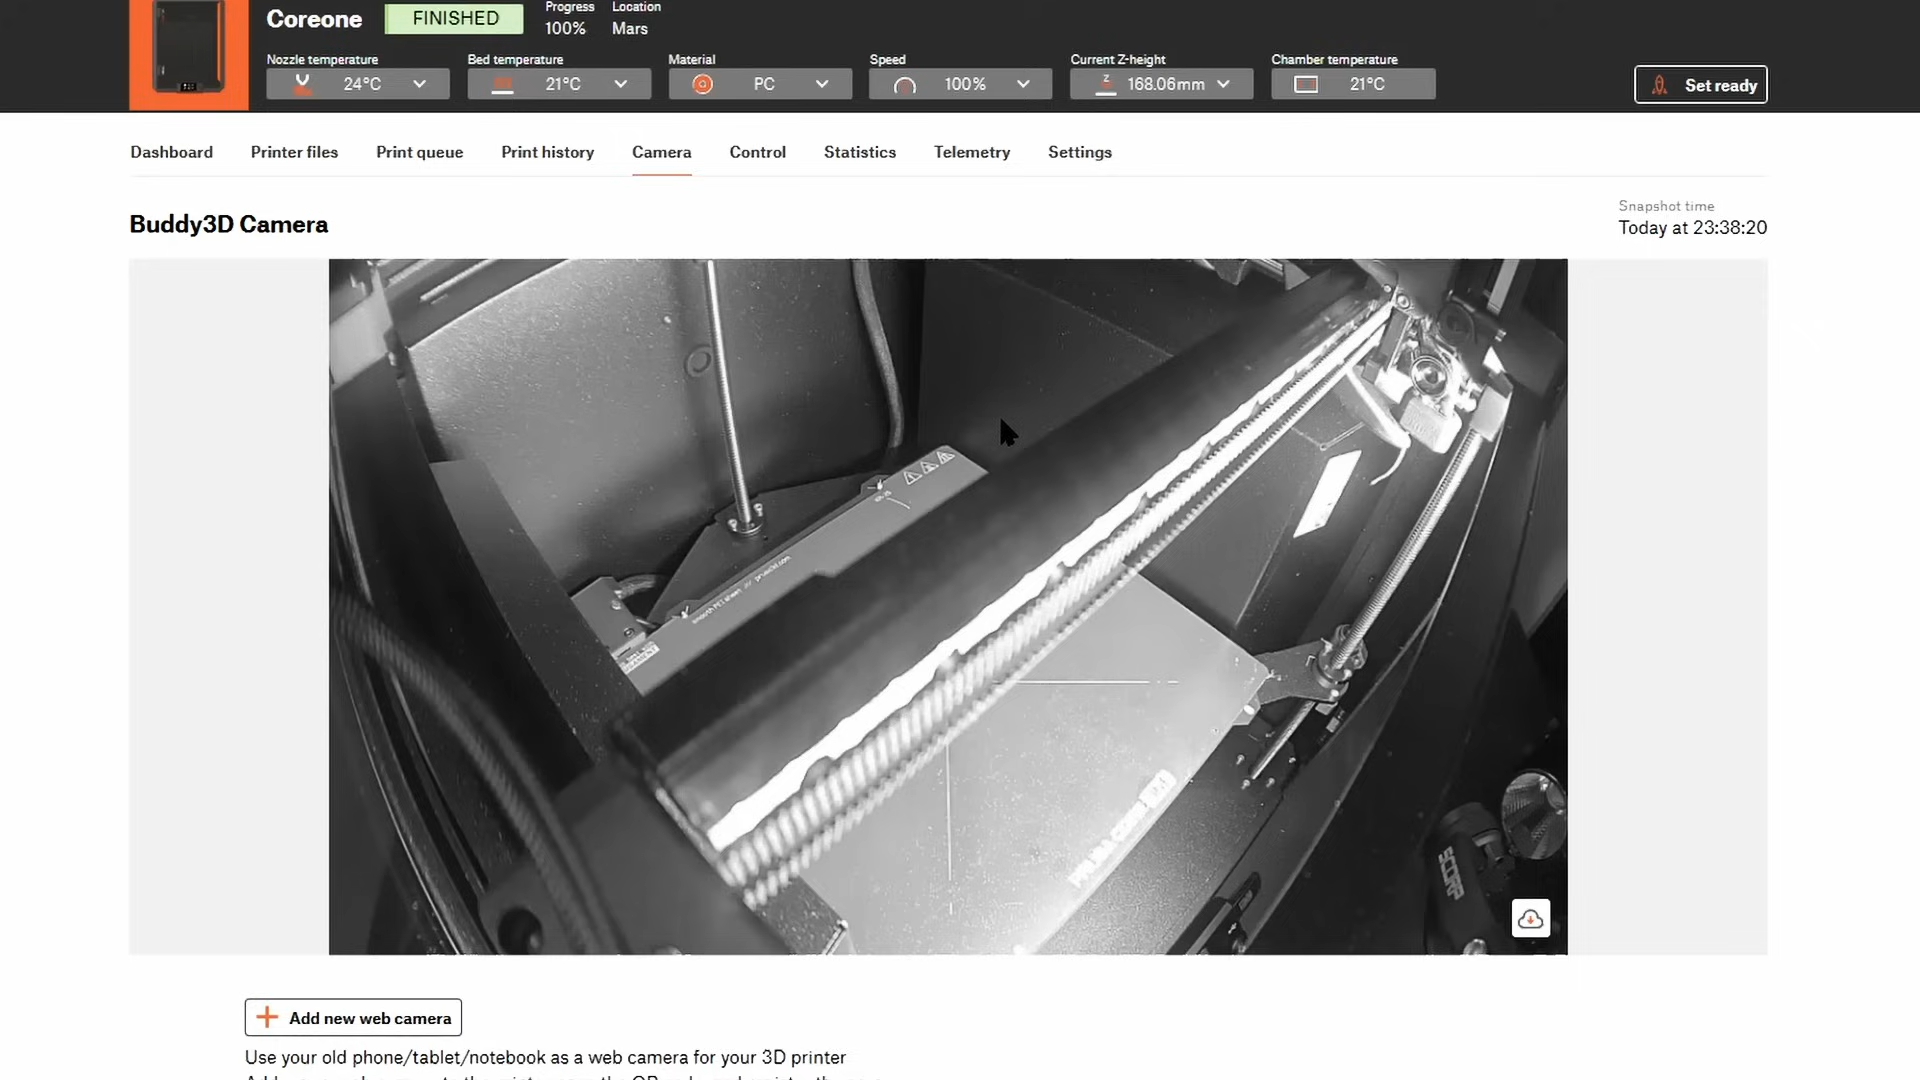 Coreone
FINISHED
Progress
100%
Location
Mars
Nozzle temperature
24°C
Bed temperature
21°C
Material
PC
Speed
100%
Current Z-height
168.06mm
Chamber temperature
21°C
Set ready
Dashboard
Printer files
Print queue
Print history
Camera
Control
Statistics
Telemetry
Settings
Buddy3D Camera
Snapshot time
Today at 23:38:20
SCORP
Add new web camera
Use your old phone/tablet/notebook as a web camera for your 3D printer